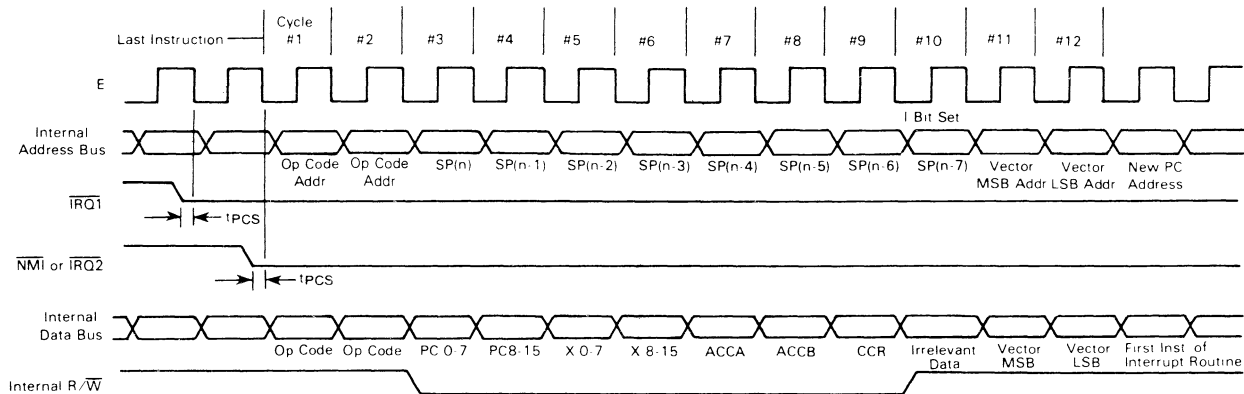 Last Instruction
Cycle
#1 #2 #3 #4 #5 #6 #7 #8 #9 #10 #11 #12
E
I Bit Set
Internal
Address Bus
Op Code
Addr
Op Code
Addr
SP(n) SP(n-1) SP(n-2) SP(n-3) SP(n-4) SP(n-5) SP(n-6) SP(n-7)
Vector
MSB Addr
Vector
LSB Addr
New PC
Address
IRQ1
tPCS
NMI or IRQ2
tPCS
Internal
Data Bus
Op Code Op Code PC 0-7 PC8-15 X 0-7 X 8-15 ACCA ACCB CCR
Irrelevant
Data
Vector
MSB
Vector
LSB
First Inst of
Interrupt Routine
Internal R/W